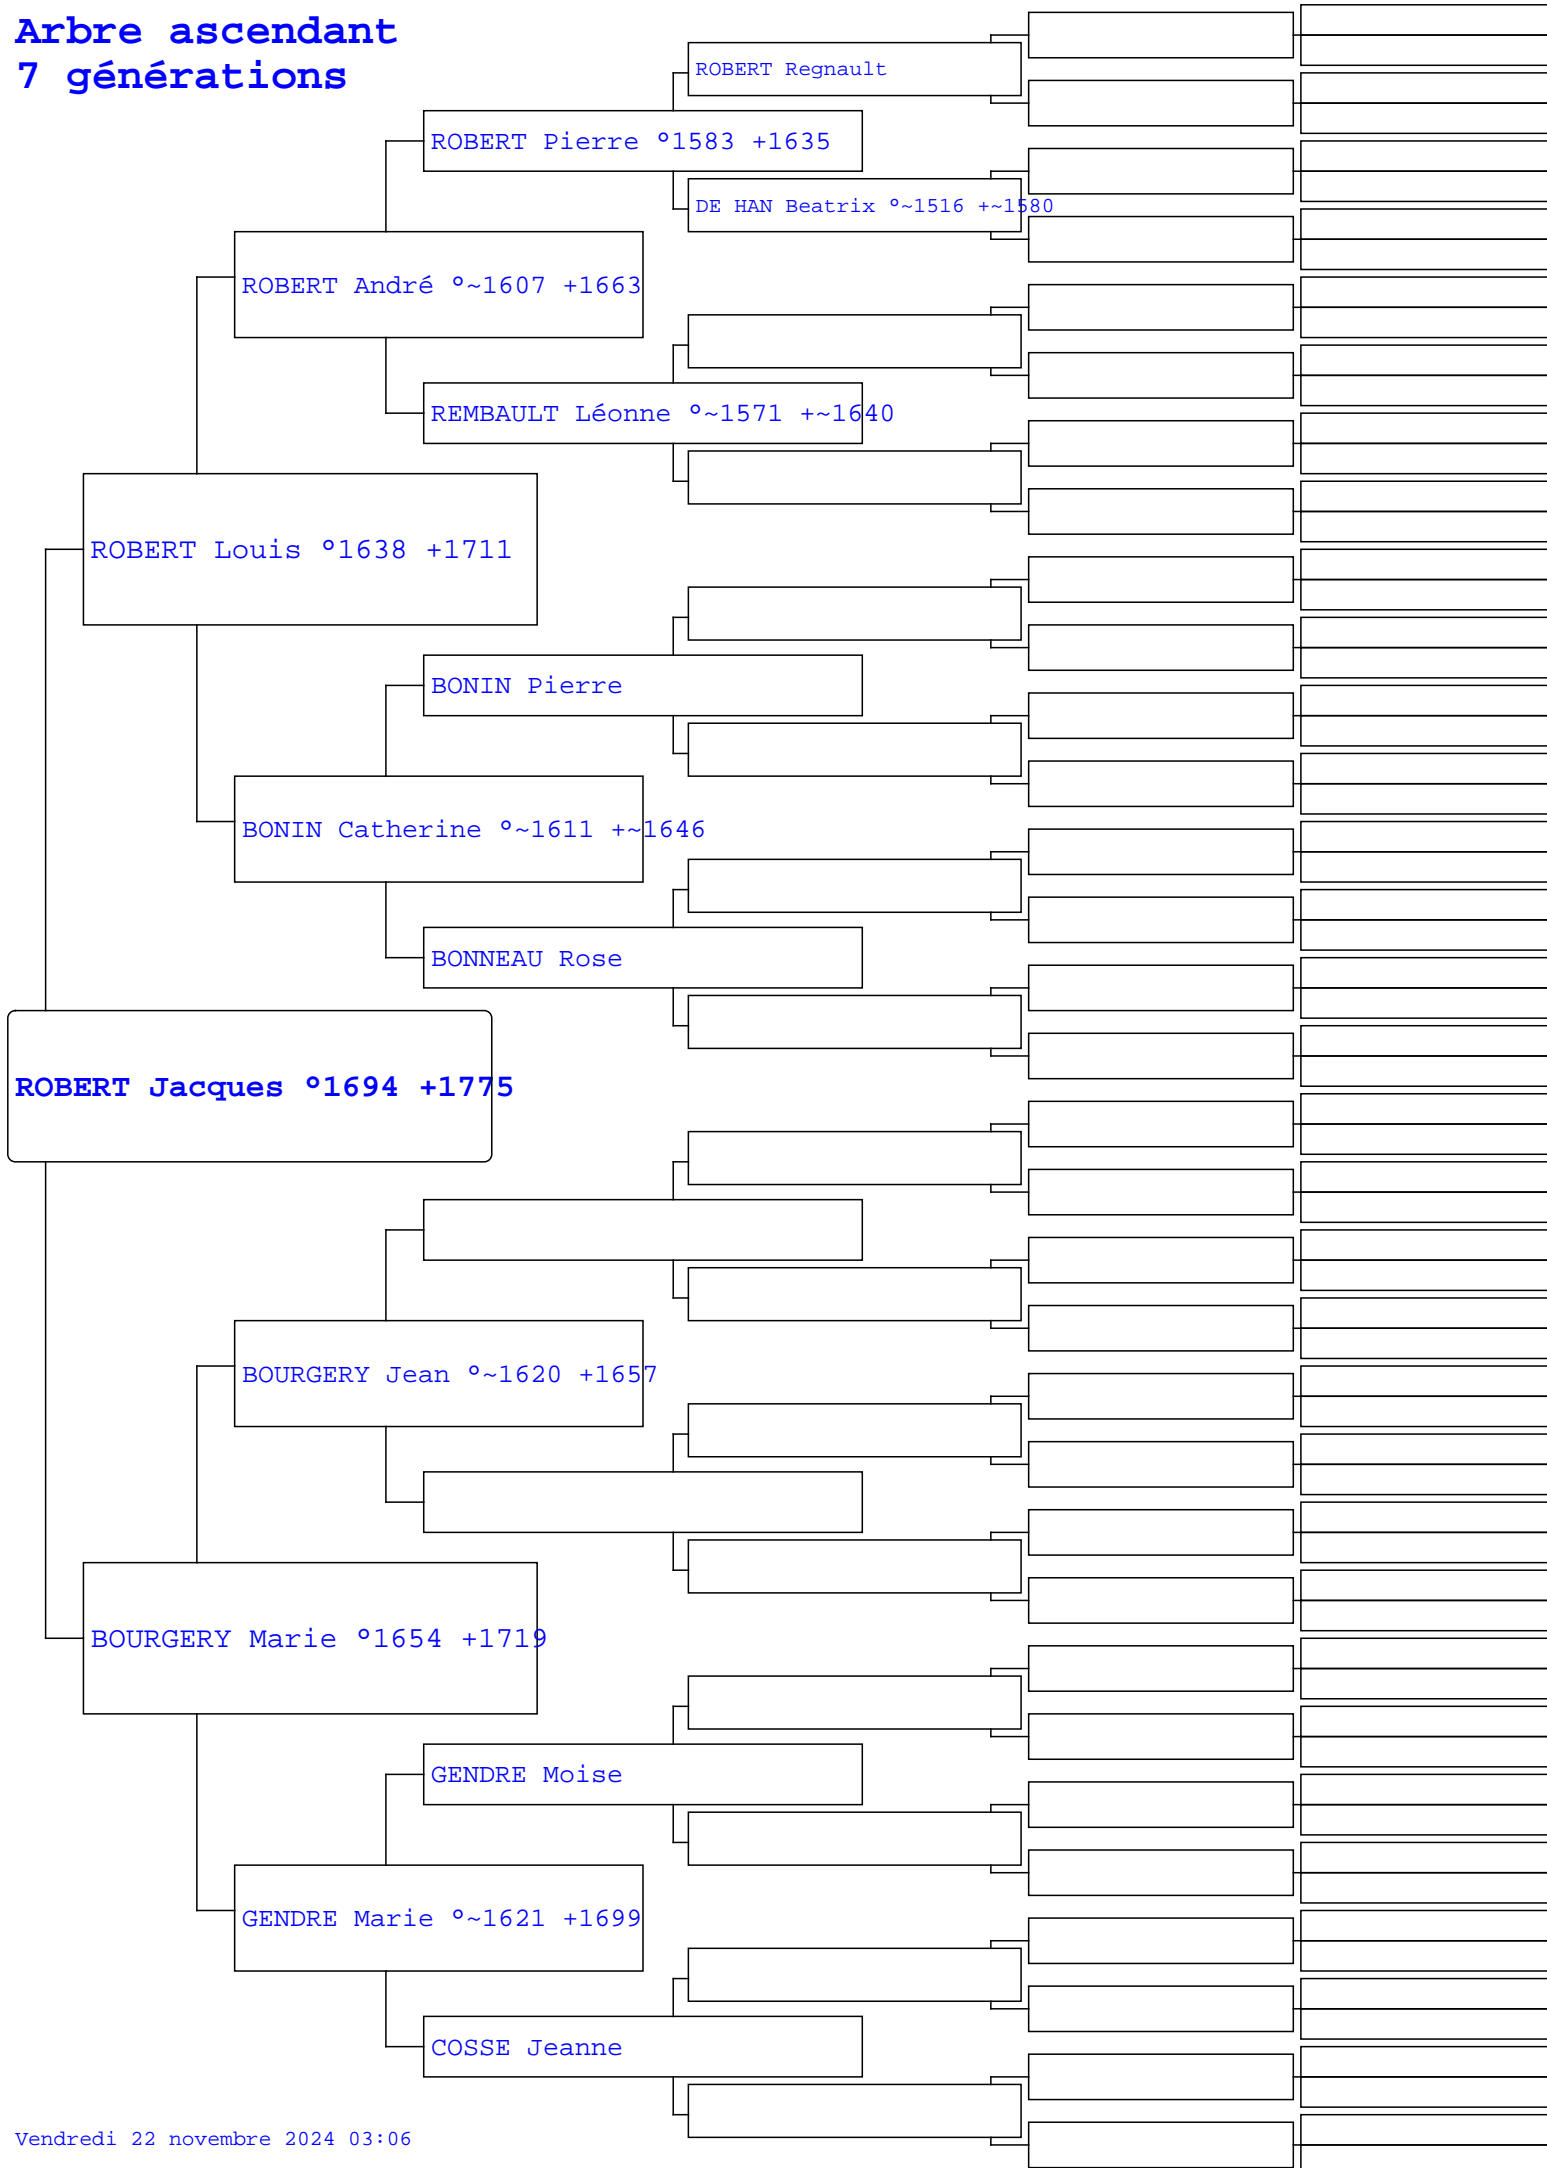 Arbre ascendant
7 générations
ROBERT Regnault
ROBERT Pierre °1583 +1635
DE HAN Beatrix °~1516 +~1580
ROBERT André °~1607 +1663
REMBAULT Léonne °~1571 +~1640
ROBERT Louis °1638 +1711
BONIN Pierre
BONIN Catherine °~1611 +~1646
BONNEAU Rose
ROBERT Jacques °1694 +1775
BOURGERY Jean °~1620 +1657
BOURGERY Marie °1654 +1719
GENDRE Moise
GENDRE Marie °~1621 +1699
COSSE Jeanne
Vendredi 22 novembre 2024 03:06